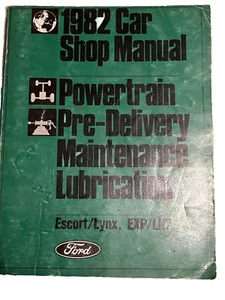 1982 Car
Shop Manual
Powertrain
Pre-Delivery
Maintenance
Lubrication
Escort/Lynx, EXP/LN7
Ford